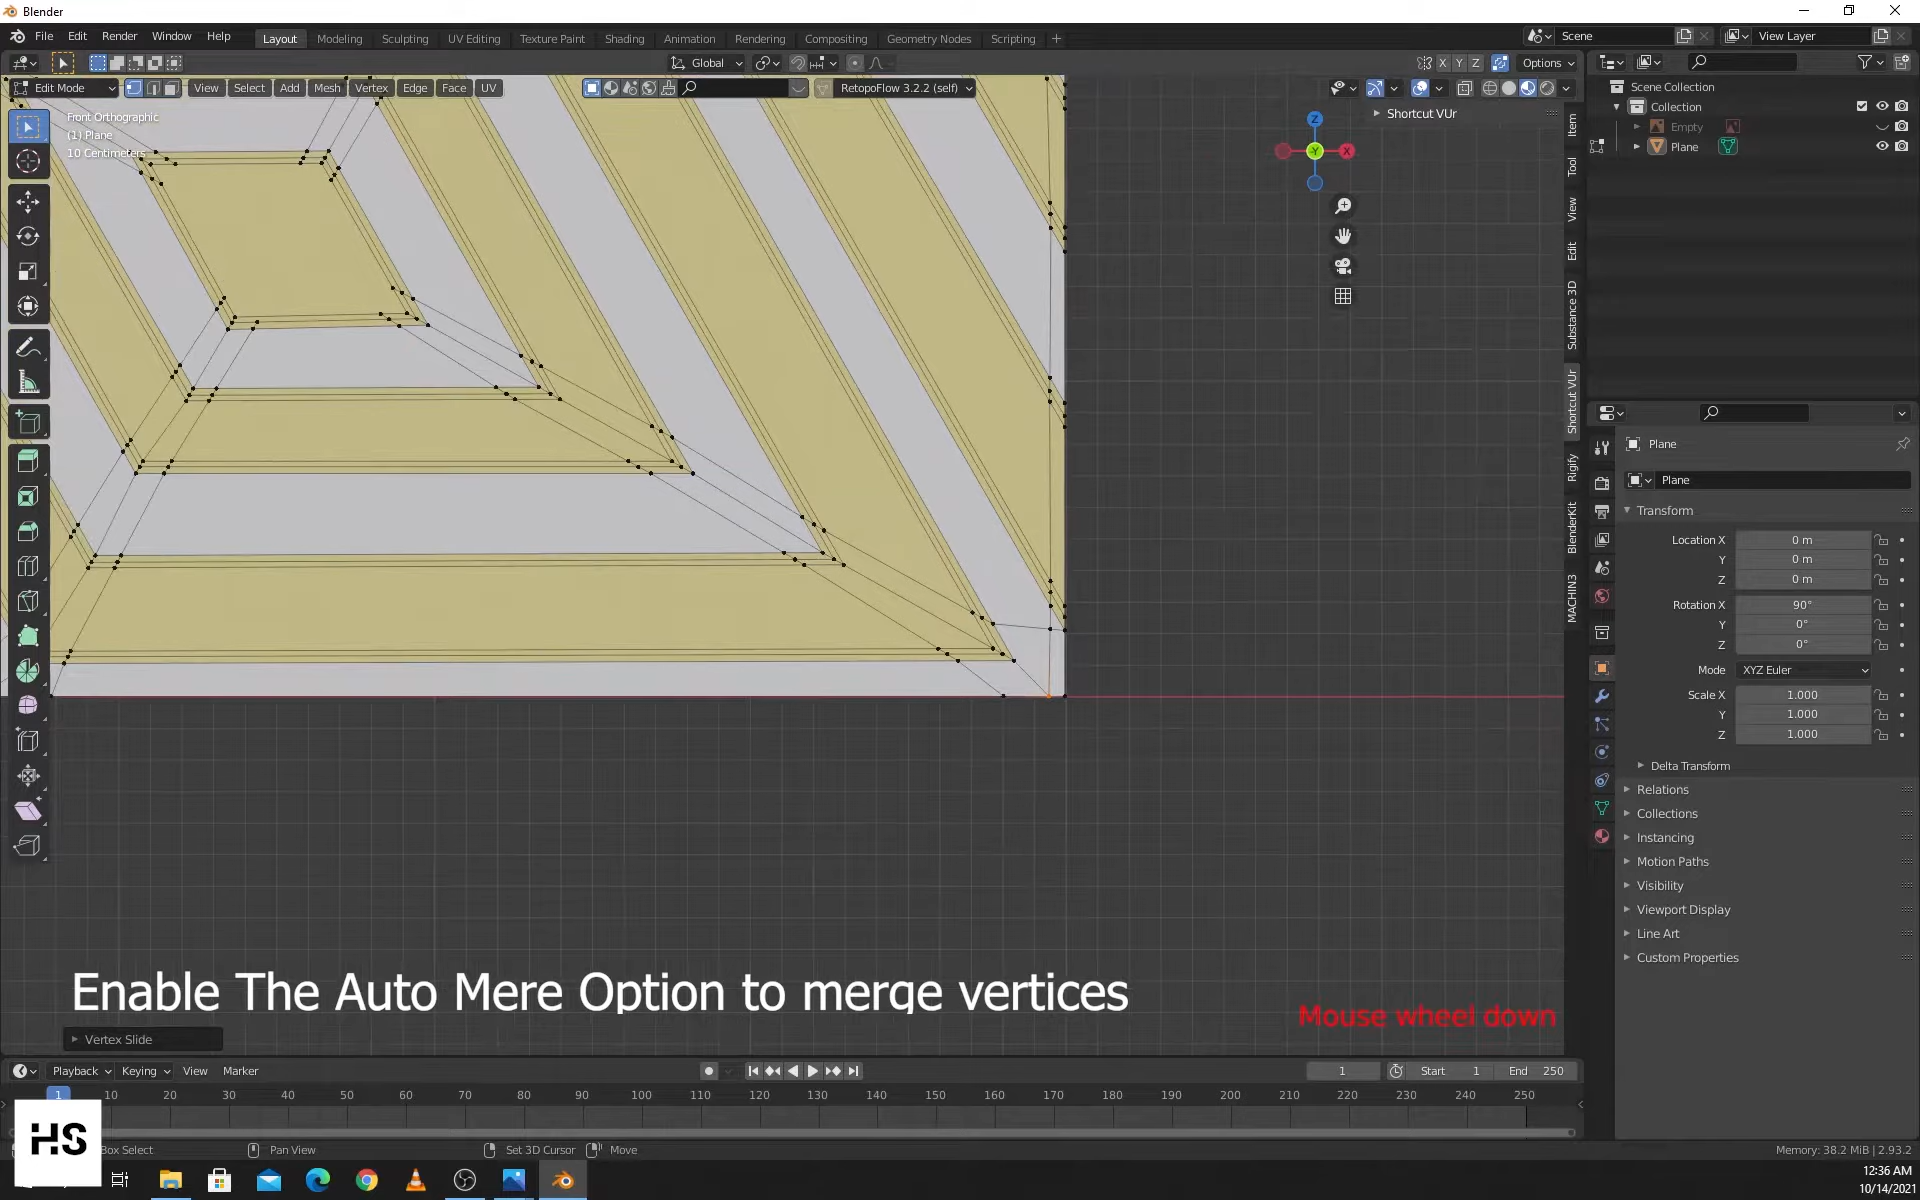 Blender
File Edit Render Window Help Layout Modeling Sculpting UV Editing Texture Paint Shading Animation Rendering Compositing Geometry Nodes Scripting + Scene View Layer
Global X Y Z Options
Edit Mode View Select Add Mesh Vertex Edge Face UV RetopoFlow 3.2.2 (self)
Front Orthographic
(1) Plane
10 Centimeters
Z
Y
X
Shortcut VUr
Item
Tool
View
Edit
Substance 3D
Shortcut VUr
Rigify
BlenderKit
MACHIN3
Scene Collection
Collection
Empty
Plane
Plane
Plane
Transform
Location X 0 m
Y 0 m
Z 0 m
Rotation X 90°
Y 0°
Z 0°
Mode XYZ Euler
Scale X 1.000
Y 1.000
Z 1.000
Delta Transform
Relations
Collections
Instancing
Motion Paths
Visibility
Viewport Display
Line Art
Custom Properties
Enable The Auto Mere Option to merge vertices
Mouse wheel down
Vertex Slide
Playback Keying View Marker 1 Start 1 End 250
1 10 20 30 40 50 60 70 80 90 100 110 120 130 140 150 160 170 180 190 200 210 220 230 240 250
HS
Box Select Pan View Set 3D Cursor Move Memory: 38.2 MiB | 2.93.2
12:36 AM
10/14/2021